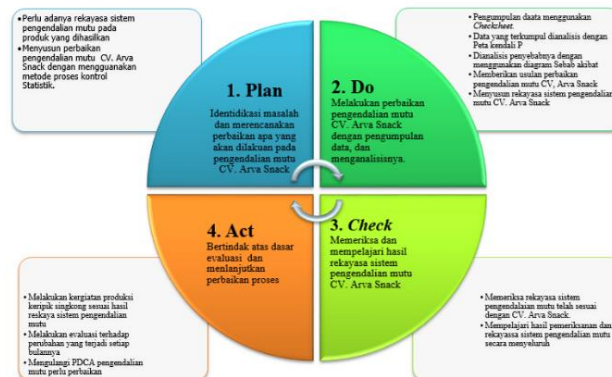 • Perlu adanya rekayasa sistem
pengendalian mutu pada
produk yang dihasilkan
• Menyusun perbaikan
pengendalian mutu CV. Arva
Snack dengan mengguanakan
metode proses kontrol
Statistik.
1. Plan
Identidikasi masalah
dan merencanakan
perbaikan apa yang
akan dilakuan pada
pengendalian mutu
CV. Arva Snack
2. Do
Melakukan perbaikan
pengendalian mutu
CV. Arva Snack
dengan pengumpulan
data, dan
menganalisisnya.
• Pengumpulan daata menggunakan
Checksheet.
• Data yang terkumpul dianalisis dengan
Peta kendali P
• Dianalisis penyebabnya dengan
menggunakan diagram Sebab akibat
• Memberikan usulan perbaikan
pengendalian mutu CV, Arva Snack
• Menyusun rekayasa sistem pengendalian
mutu CV. Arva Snack
4. Act
Bertindak atas dasar
evaluasi dan
menlanjutkan
perbaikan proses
3. Check
Memeriksa dan
mempelajari hasil
rekayasa sistem
pengendalian mutu
CV. Arva Snack
• Melakukan kergiatan produksi
keripik singkong sesuai hasil
reskaya sistem pengendalian
mutu
• Melakukan evaluasi terhadap
perubahan yang terjadi setiap
bulannya
• Mengulangi PDCA pengendalian
mutu perlu perbaikan
• Memeriksa rekayasa sistem
pengendalaian mutu telah sesuai
dengan CV. Arva Snack.
• Mempelajari hasil pemeriksanan dan
rekayassa sistem pengendalian mutu
secara menyeluruh